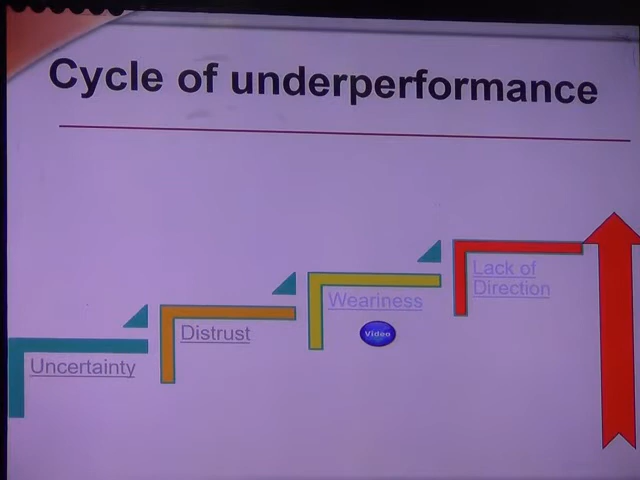 Cycle of underperformance
Uncertainty
Distrust
Weariness
Video
Lack of
Direction